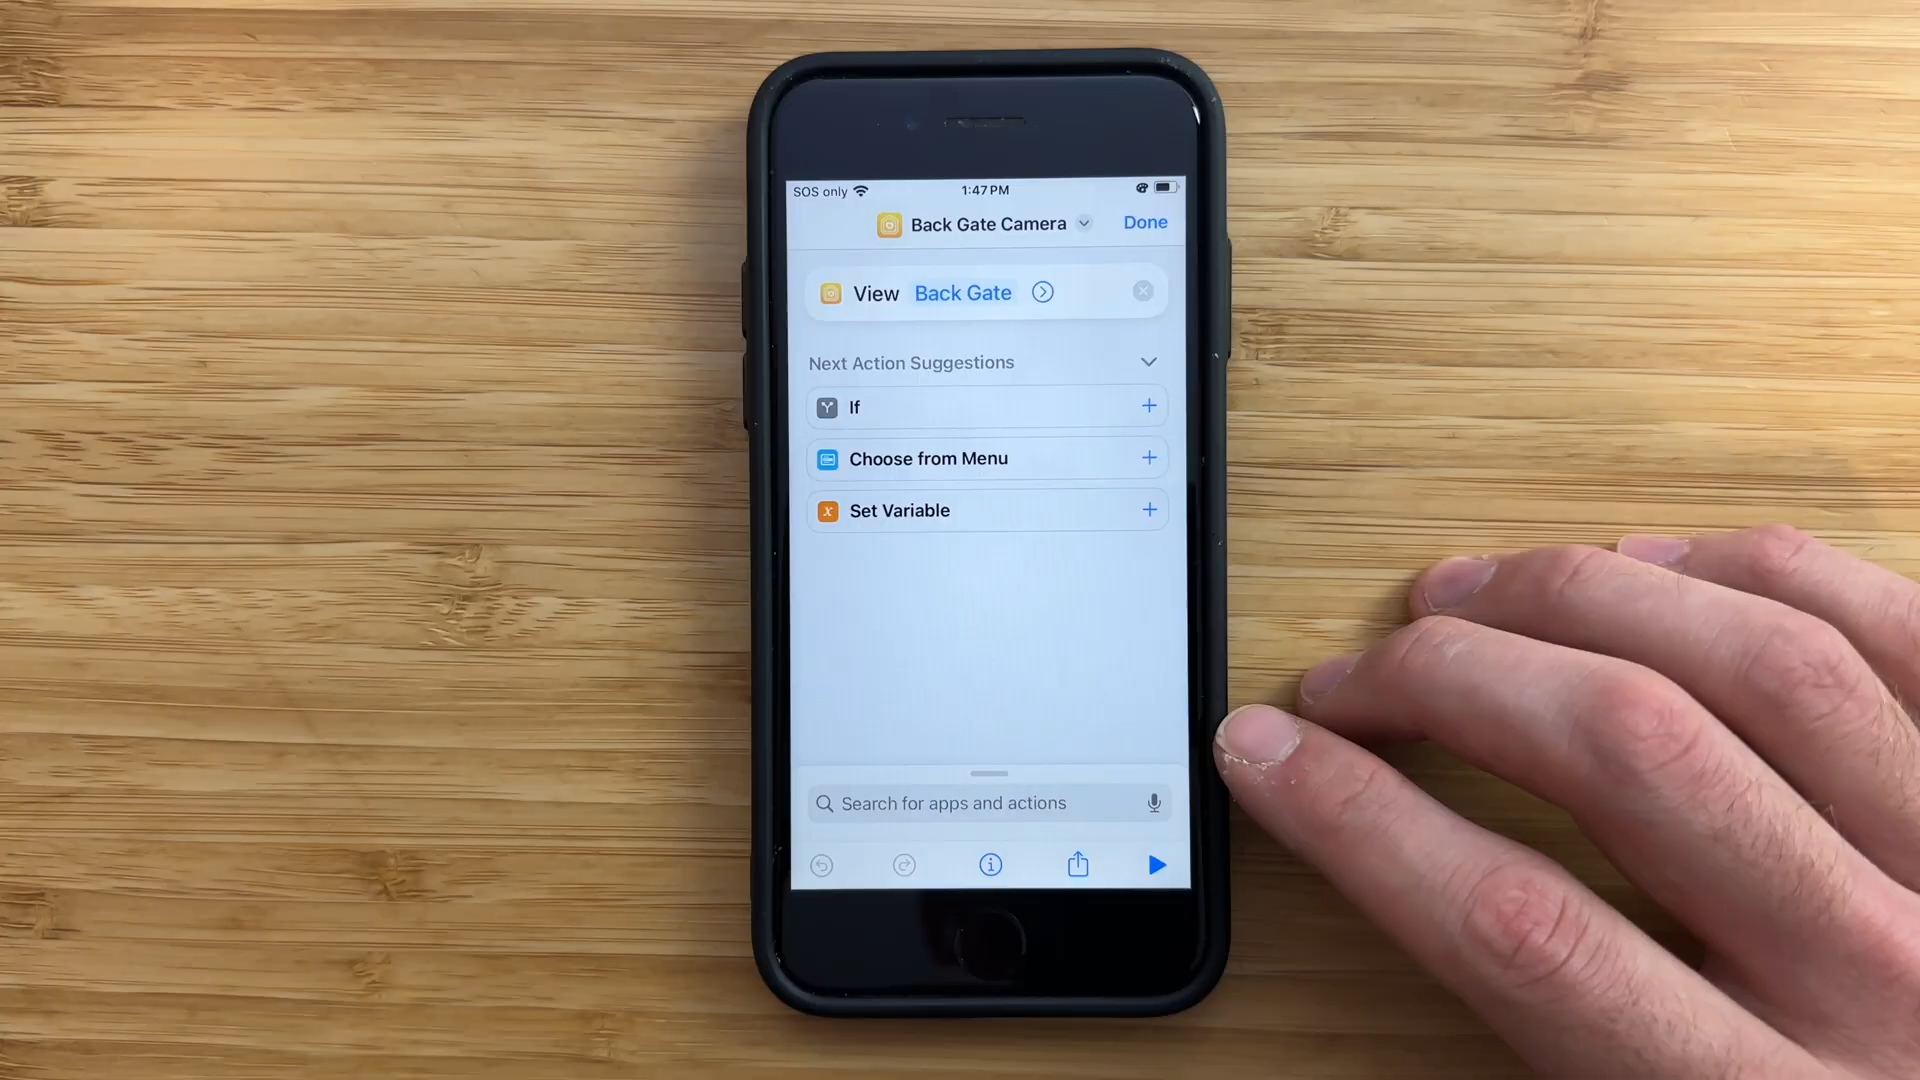 SOS only
1:47 PM
Back Gate Camera
Done
View Back Gate
Next Action Suggestions
If
Choose from Menu
Set Variable
Search for apps and actions